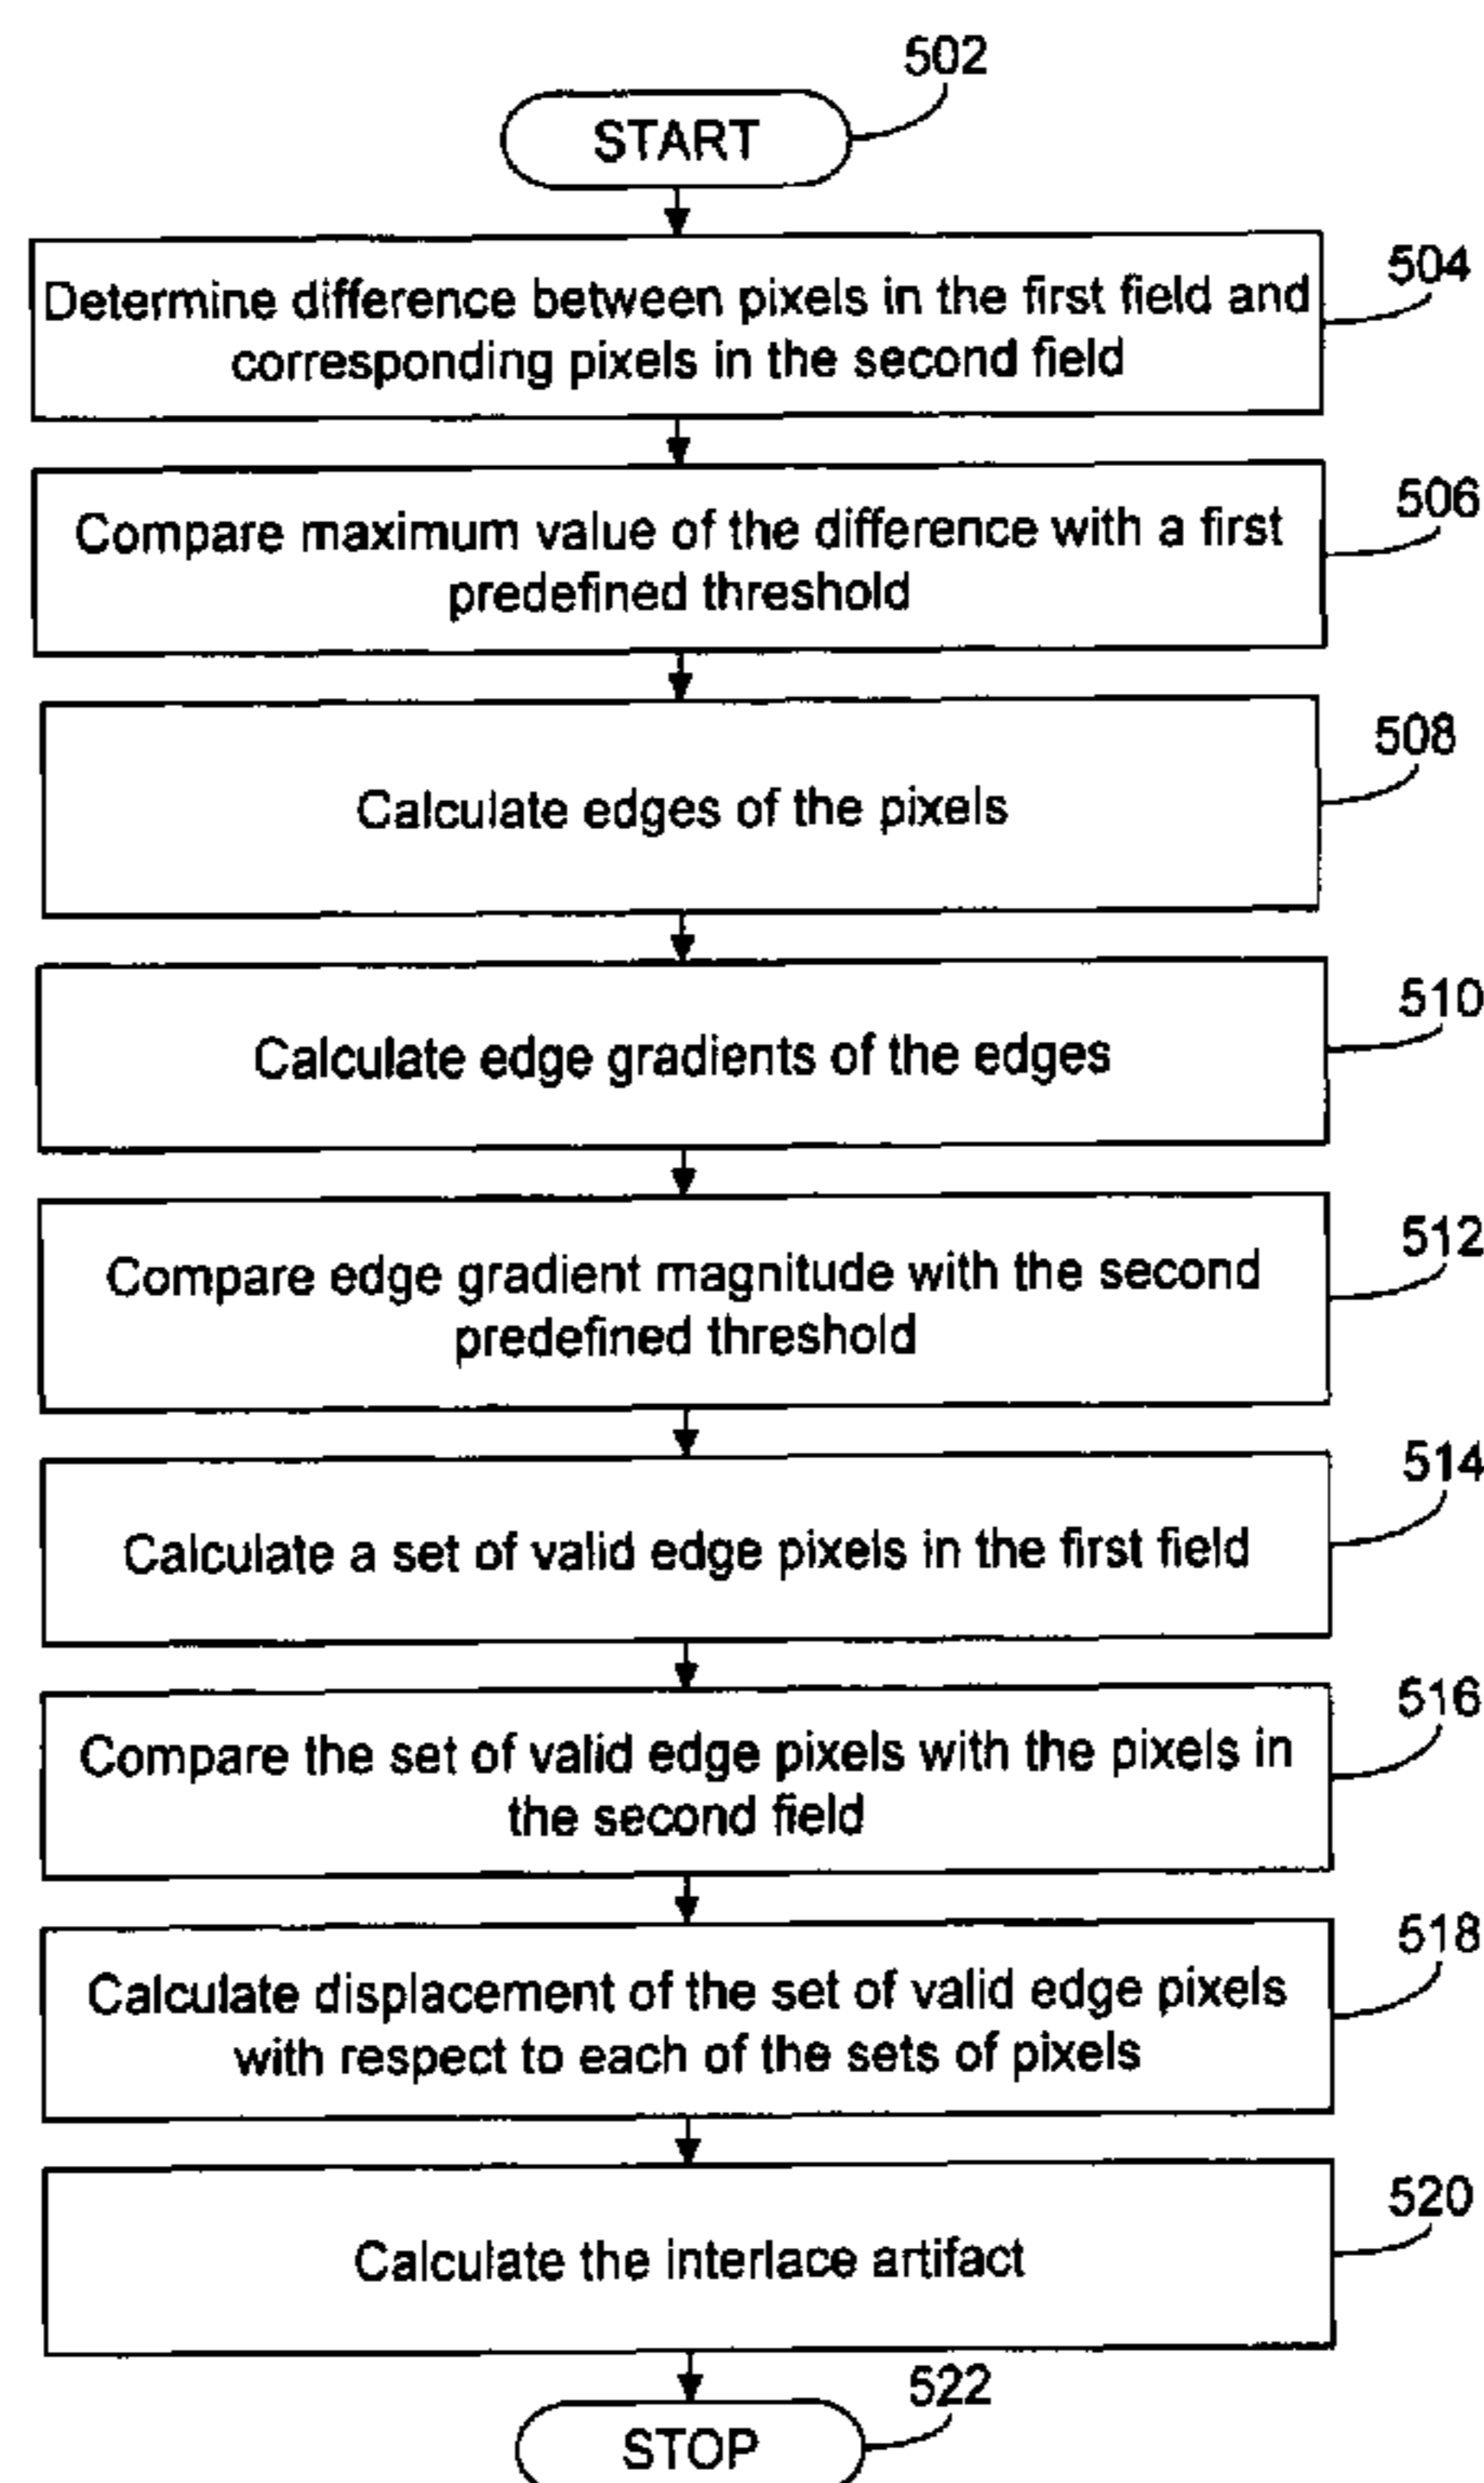 502
START
504
Determine difference between pixels in the first field and
corresponding pixels in the second field
506
Compare maximum value of the difference with a first
predefined threshold
508
Calculate edges of the pixels
510
Calculate edge gradients of the edges
512
Compare edge gradient magnitude with the second
predefined threshold
514
Calculate a set of valid edge pixels in the first field
516
Compare the set of valid edge pixels with the pixels in
the second field
518
Calculate displacement of the set of valid edge pixels
with respect to each of the sets of pixels
520
Calculate the interlace artifact
522
STOP